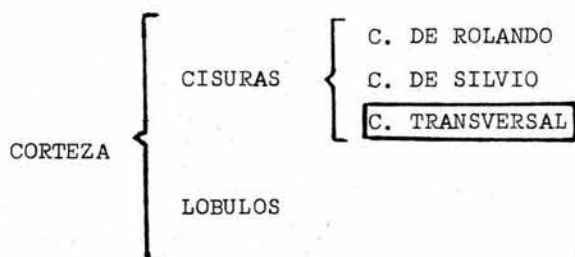 C. DE ROLANDO
CISURAS
C. DE SILVIO
C. TRANSVERSAL
CORTEZA
LOBULOS